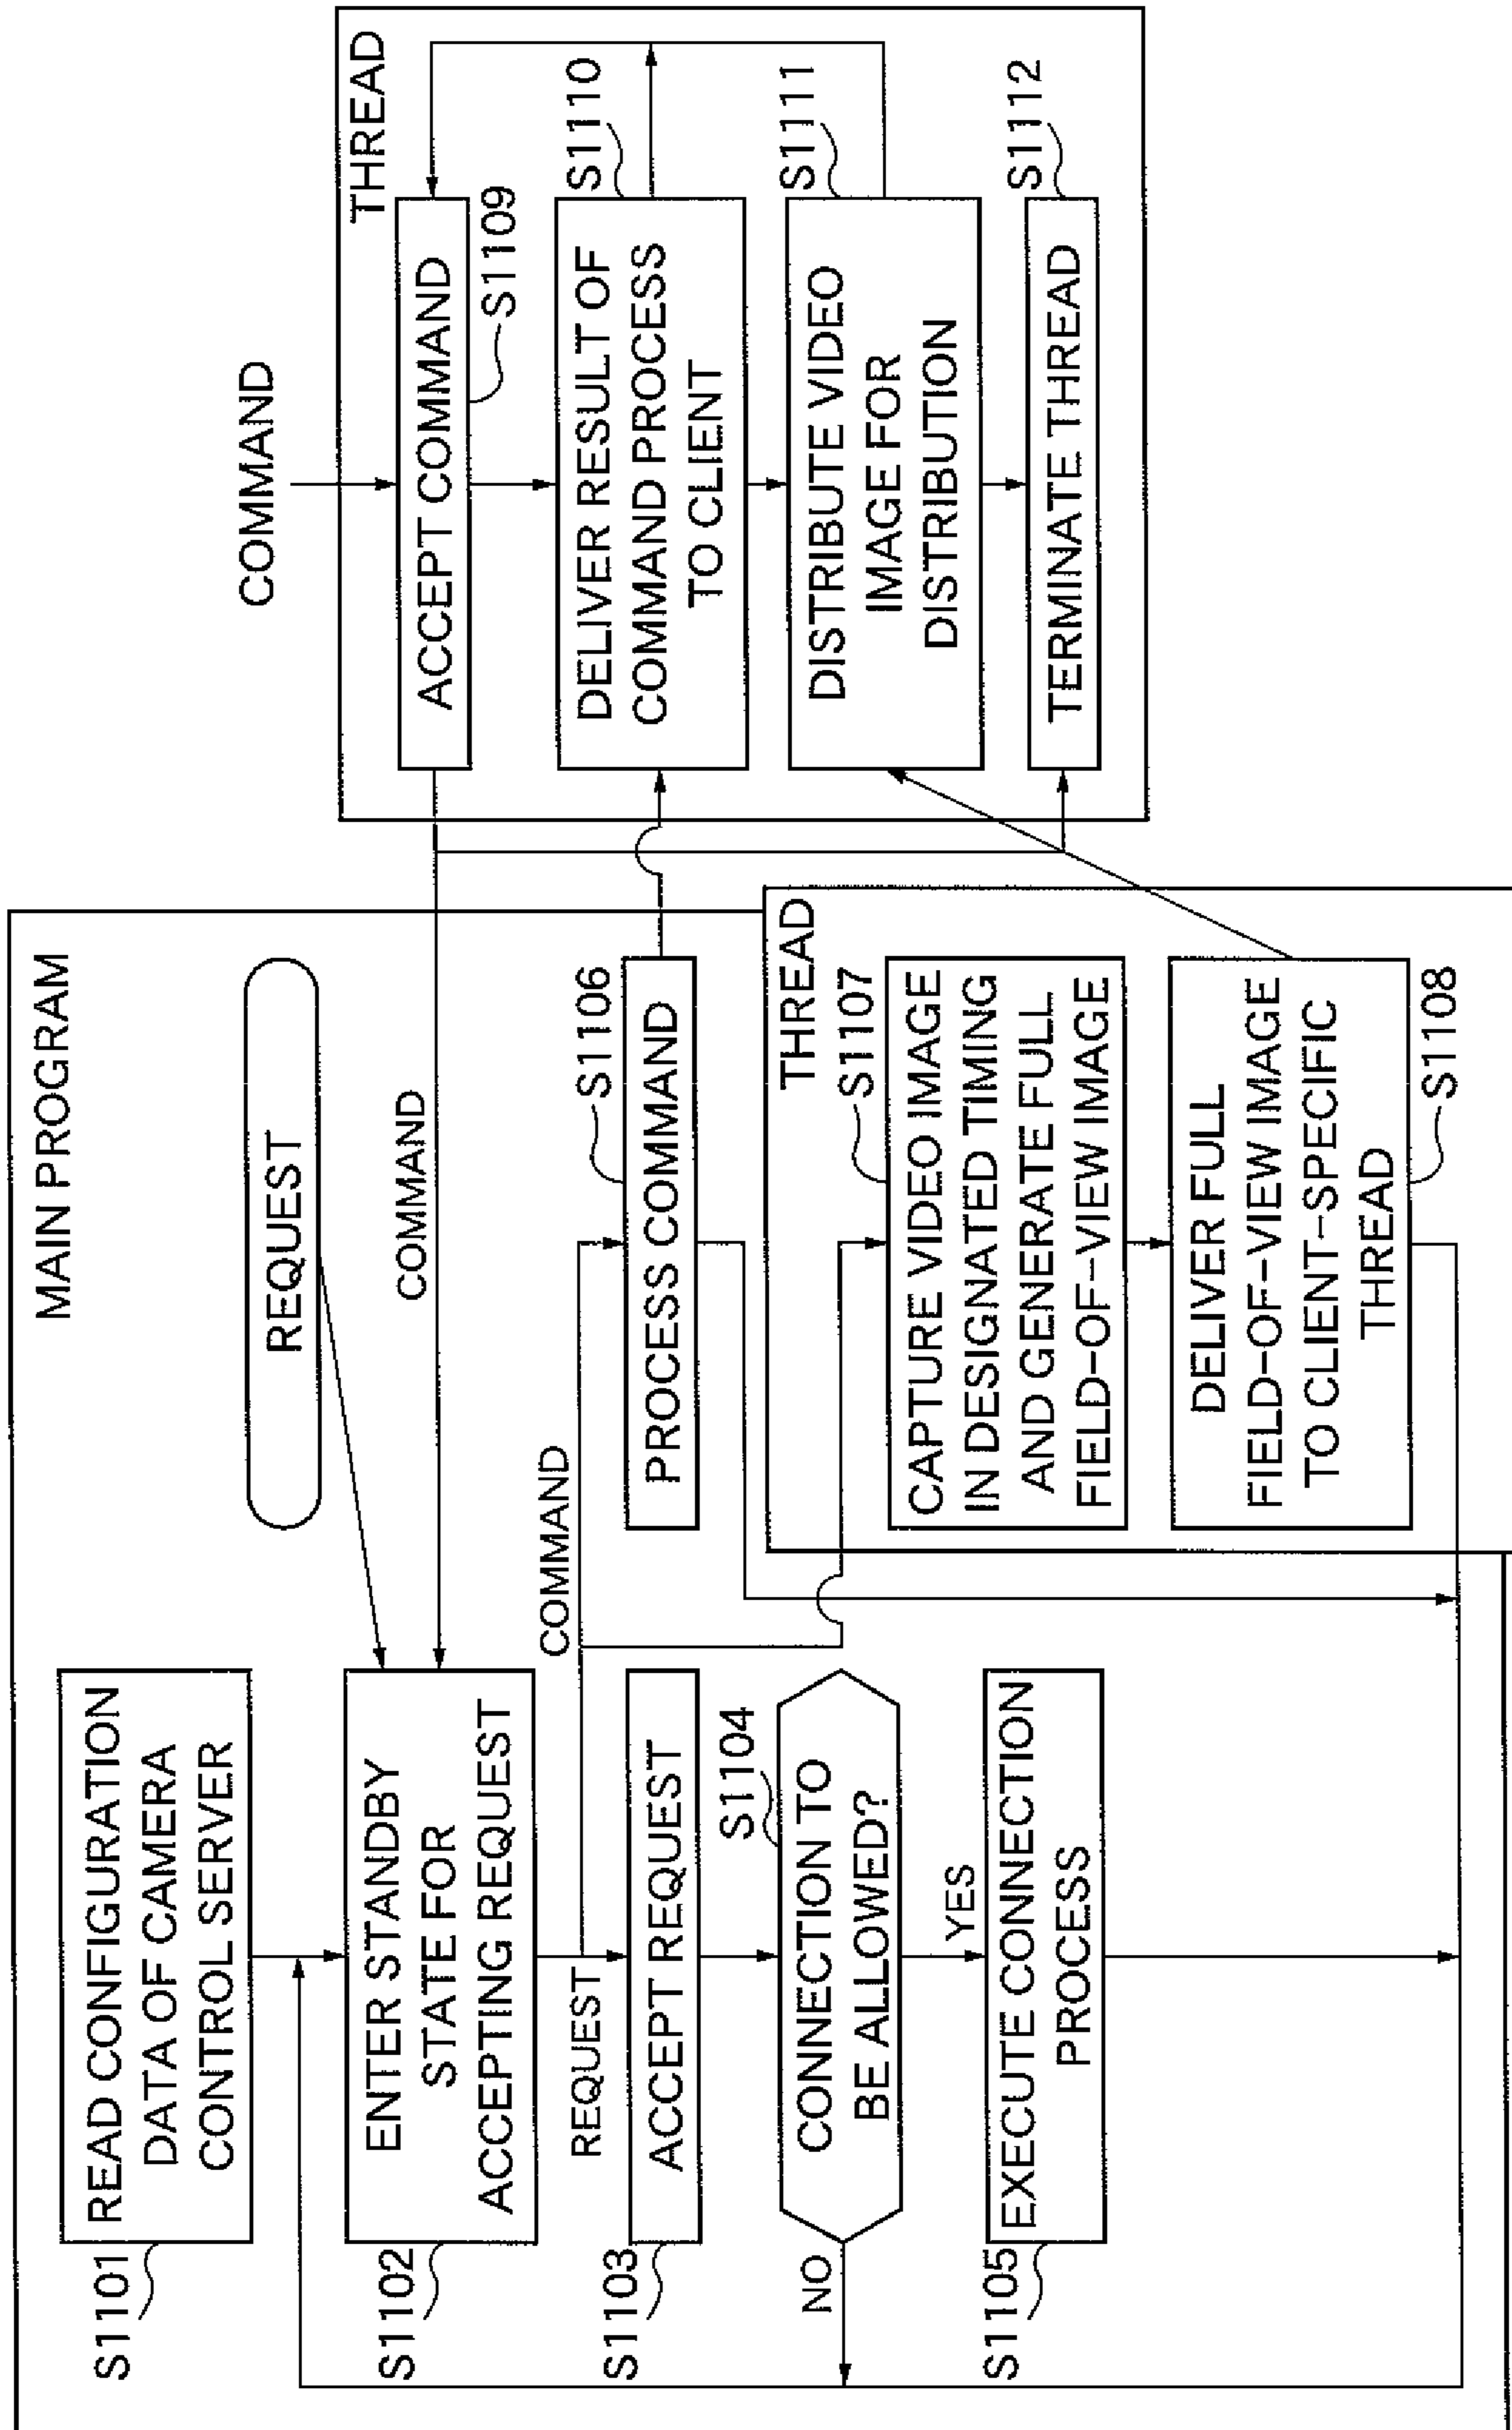 MAIN PROGRAM
S1101
READ CONFIGURATION
DATA OF CAMERA
CONTROL SERVER
REQUEST
S1102
ENTER STANDBY
STATE FOR
ACCEPTING REQUEST
COMMAND
REQUEST
COMMAND
S1103
ACCEPT REQUEST
S1104
CONNECTION TO
BE ALLOWED?
NO
YES
S1105
EXECUTE CONNECTION
PROCESS
S1106
PROCESS COMMAND
THREAD
S1107
CAPTURE VIDEO IMAGE
IN DESIGNATED TIMING
AND GENERATE FULL
FIELD-OF-VIEW IMAGE
DELIVER FULL
FIELD-OF-VIEW IMAGE
TO CLIENT-SPECIFIC
THREAD
S1108
COMMAND
THREAD
ACCEPT COMMAND
S1109
S1110
DELIVER RESULT OF
COMMAND PROCESS
TO CLIENT
S1111
DISTRIBUTE VIDEO
IMAGE FOR
DISTRIBUTION
S1112
TERMINATE THREAD